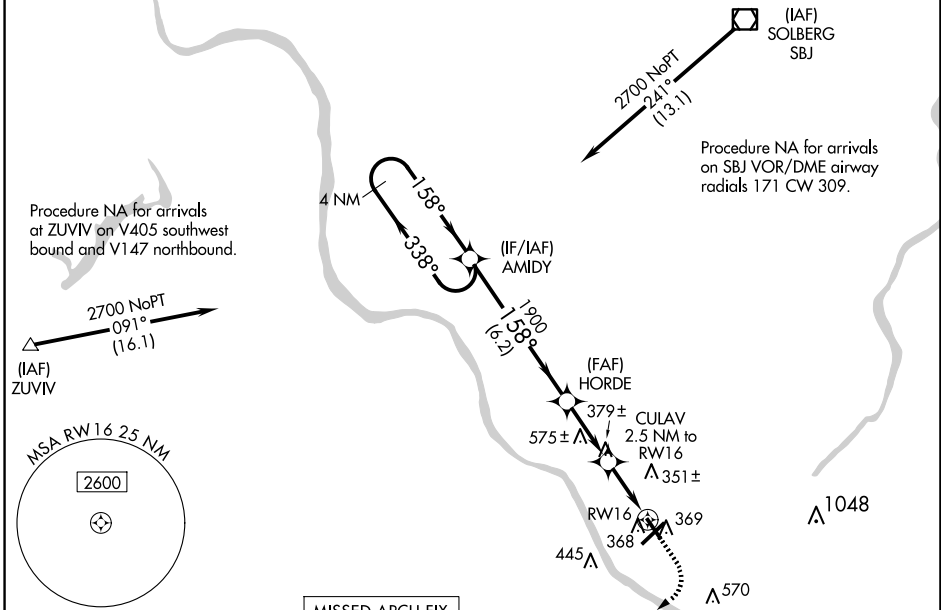 (IAF)
SOLBERG
SBJ
2700 NoPT
241°
(13.1)
Procedure NA for arrivals
on SBJ VOR/DME airway
radials 171 CW 309.
4 NM
158°
338°
(IF/IAF)
AMIDY
Procedure NA for arrivals
at ZUVIV on V405 southwest
bound and V147 northbound.
2700 NoPT
091°
(16.1)
(IAF)
ZUVIV
1900
158°
(6.2)
(FAF)
HORDE
379±
575±
CULAV
2.5 NM to
RW16
351±
MSA RW16 25 NM
2600
RW16
368
369
1048
445
570
MISSED APCH FIX